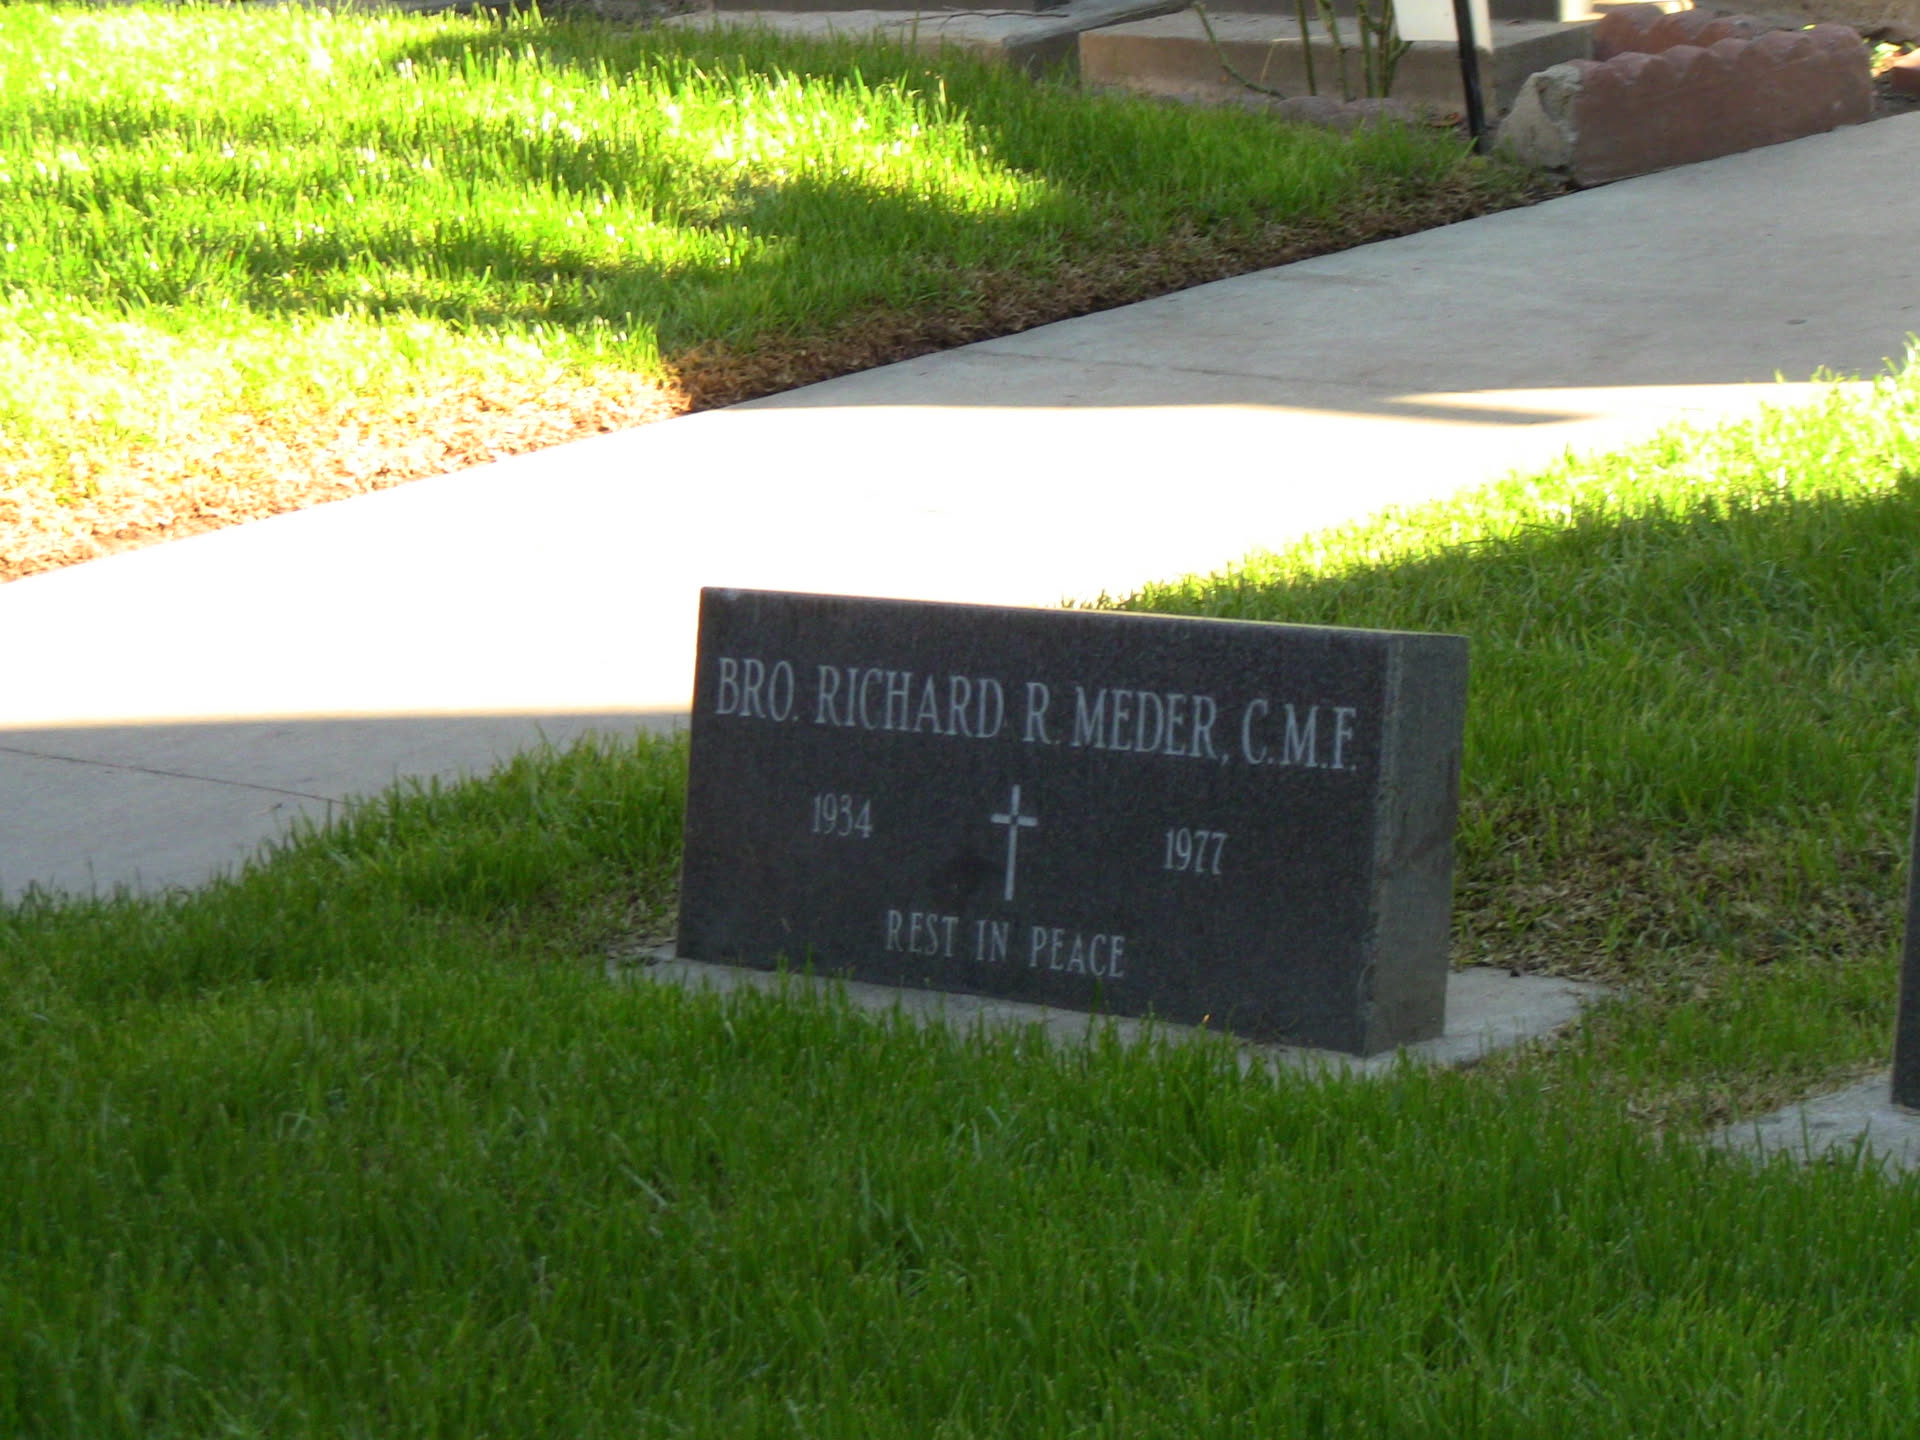 BRO. RICHARD R. MEDER, C.M.F.
1934 1977
REST IN PEACE